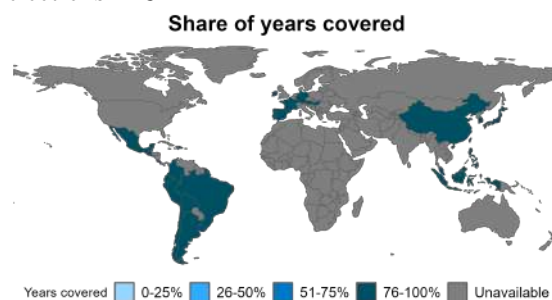 Share of years covered
Years covered 0-25% 26-50% 51-75% 76-100% Unavailable